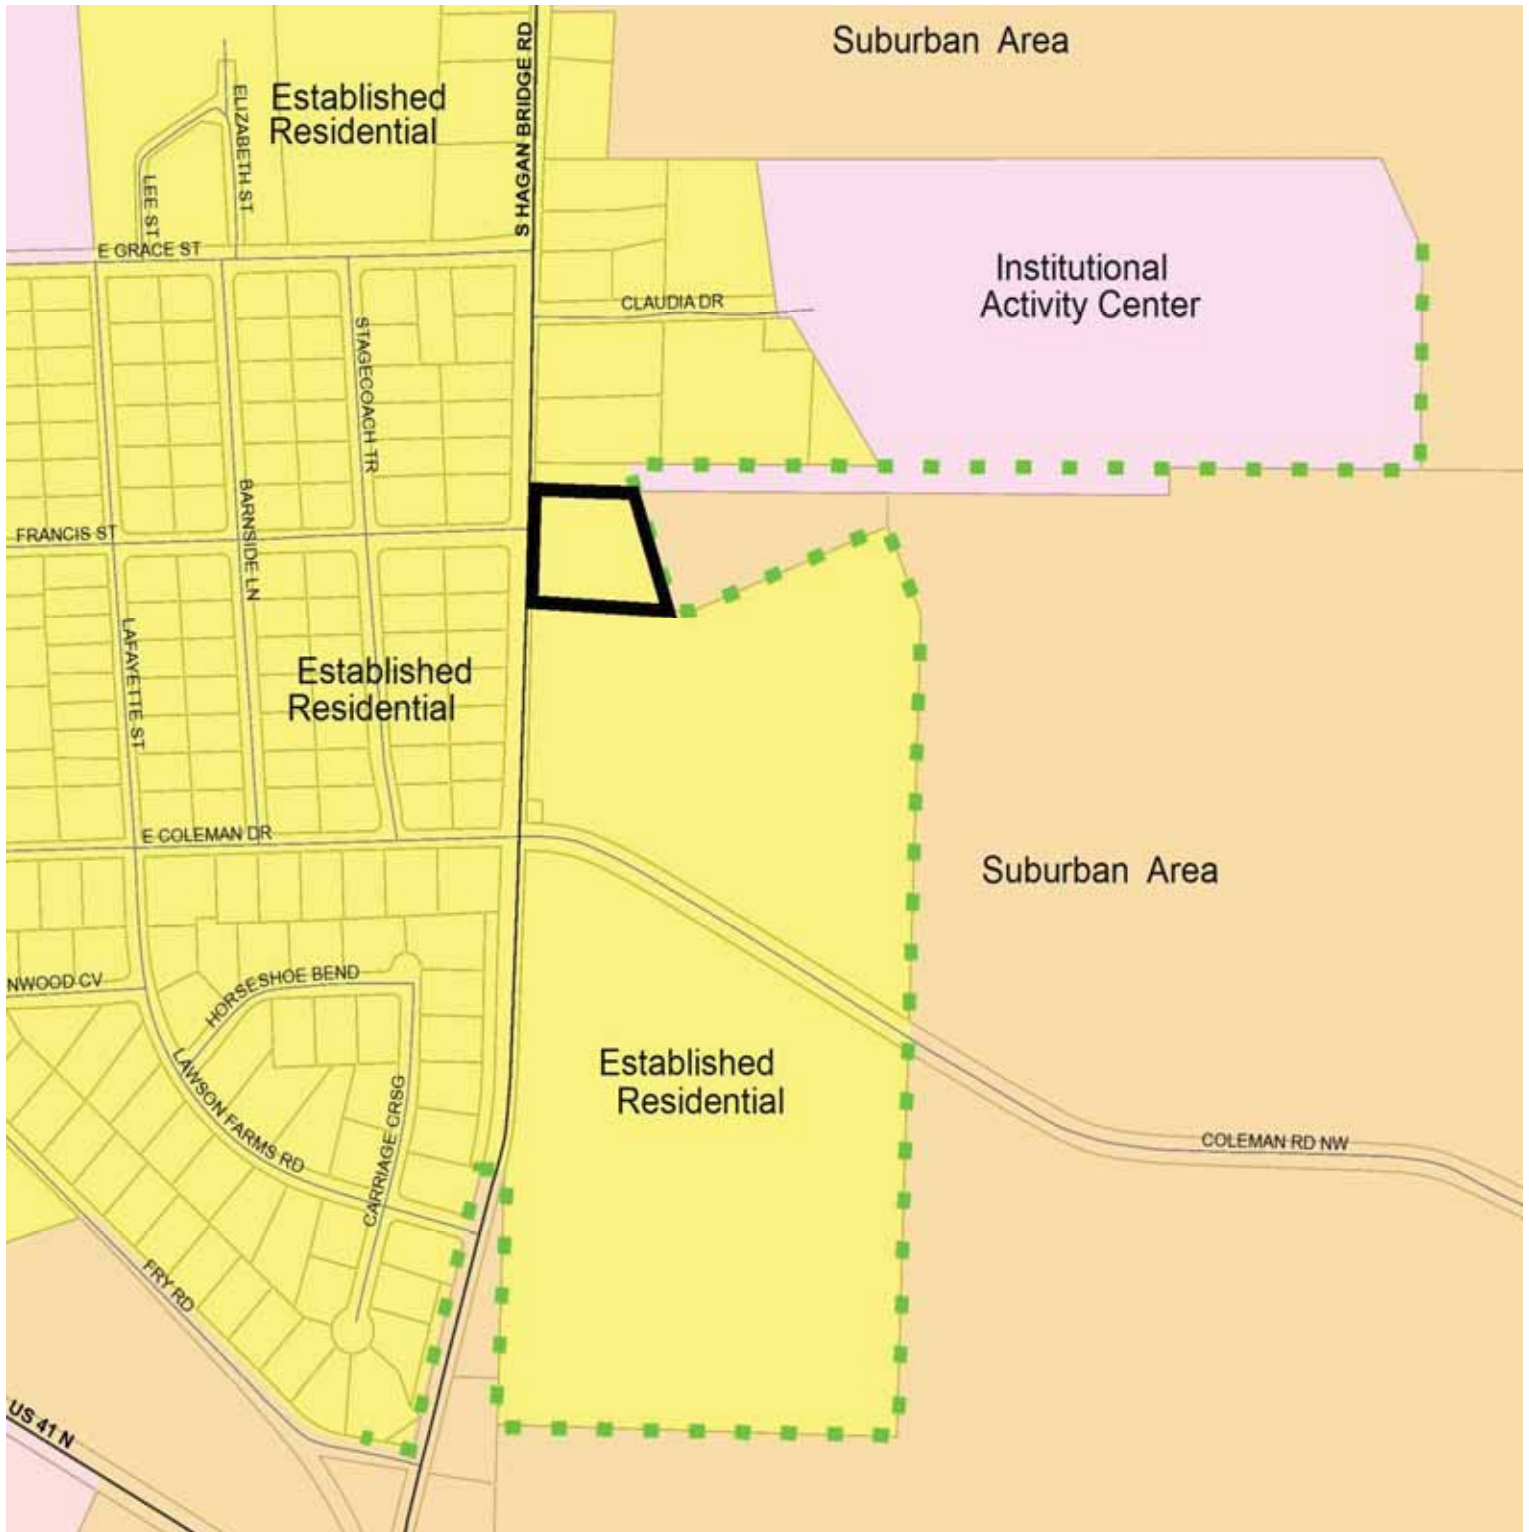 Suburban Area
S HAGAN BRIDGE RD
Established
Residential
ELIZABETH ST
LEE ST
E GRACE ST
Institutional
Activity Center
CLAUDIA DR
STAGECOACH TR
BARNSIDE LN
FRANCIS ST
LAFAYETTE ST
Established
Residential
E COLEMAN DR
Suburban Area
NWOOD CV
HORSESHOE BEND
LAWSON FARMS RD
CARRIAGE CRSG
Established
Residential
COLEMAN RD NW
FRY RD
US 41 N